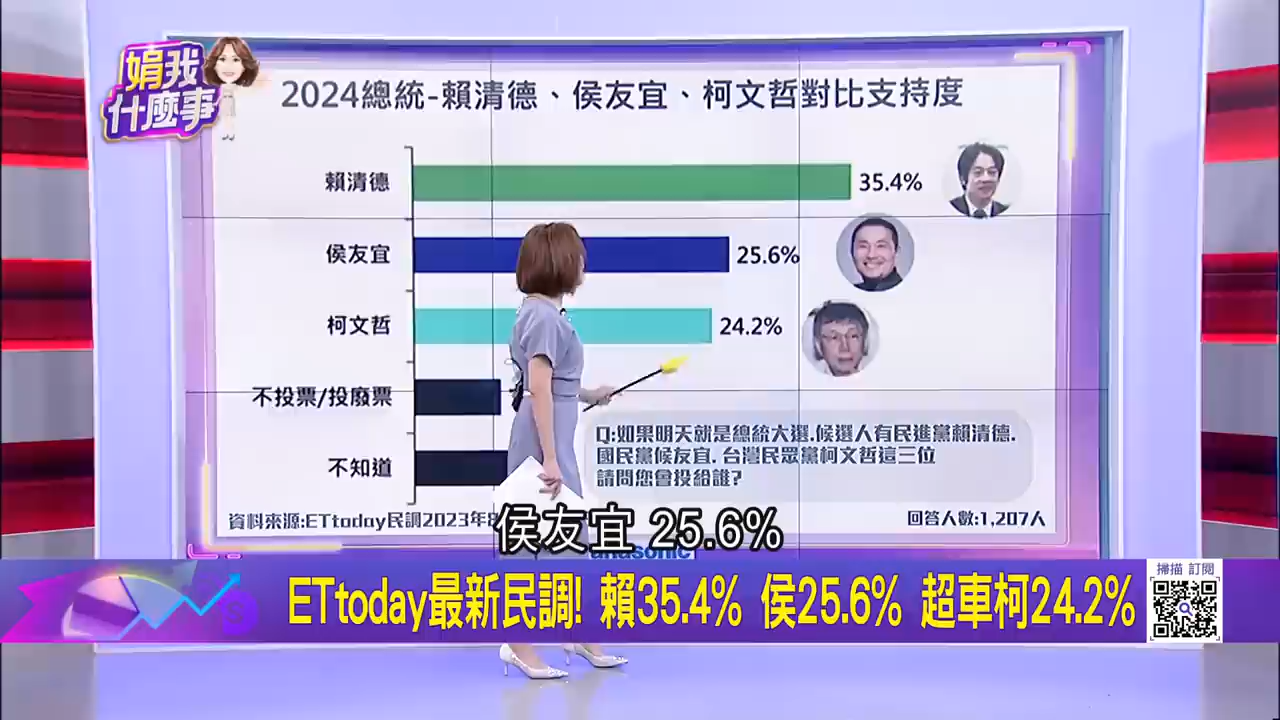 娟我
什麼事
2024總統-賴清德、侯友宜、柯文哲對比支持度
賴清德 35.4%
侯友宜 25.6%
柯文哲 24.2%
不投票/投廢票
不知道
Q:如果明天就是總統大選.候選人有民進黨賴清德.
國民黨候友宜.台灣民眾黨柯文哲這三位
請問您會投給誰?
資料來源:ETtoday民調2023年8
回答人數:1,207人
侯友宜 25.6%
Panasonic
掃描 訂閱
ETtoday最新民調! 賴35.4% 侯25.6% 超車柯24.2%